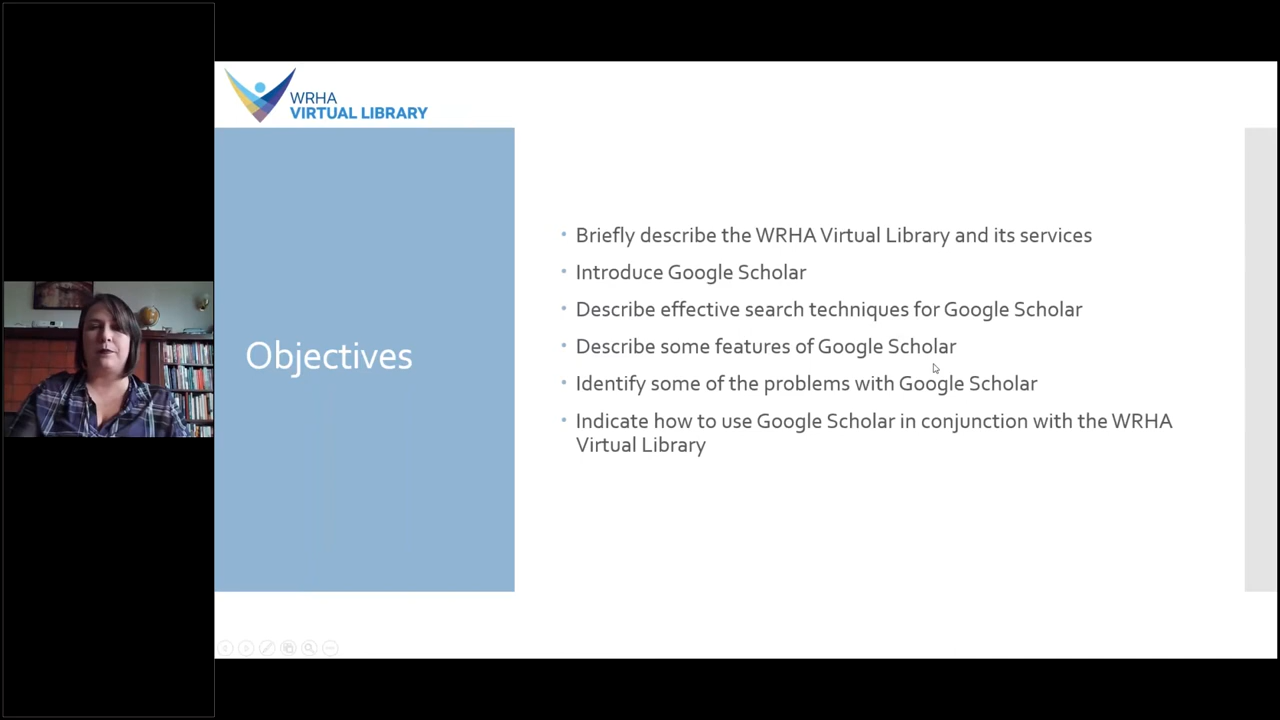 WRHA
VIRTUAL LIBRARY
Objectives
• Briefly describe the WRHA Virtual Library and its services
• Introduce Google Scholar
• Describe effective search techniques for Google Scholar
• Describe some features of Google Scholar
• Identify some of the problems with Google Scholar
• Indicate how to use Google Scholar in conjunction with the WRHA
Virtual Library